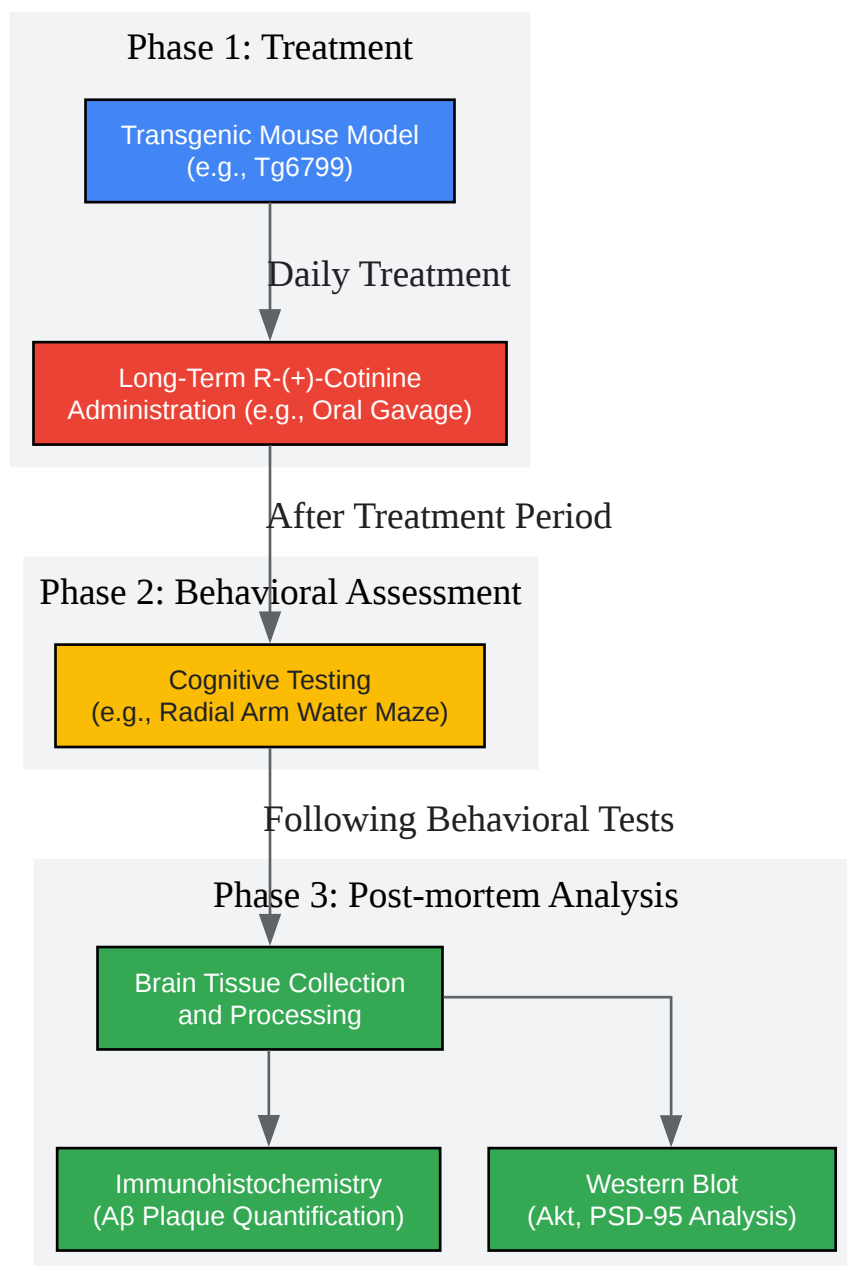 Phase 1: Treatment
Transgenic Mouse Model
(e.g., Tg6799)
Daily Treatment
Long-Term R-(+)-Cotinine
Administration (e.g., Oral Gavage)
After Treatment Period
Phase 2: Behavioral Assessment
Cognitive Testing
(e.g., Radial Arm Water Maze)
Following Behavioral Tests
Phase 3: Post-mortem Analysis
Brain Tissue Collection
and Processing
Immunohistochemistry
(Aβ Plaque Quantification)
Western Blot
(Akt, PSD-95 Analysis)